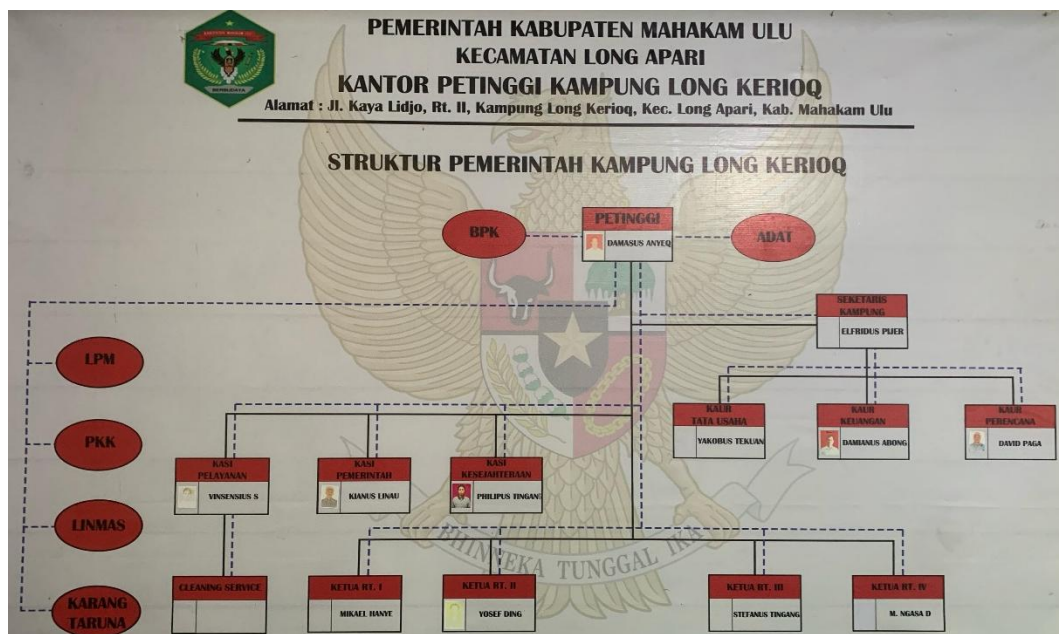 PEMERINTAH KABUPATEN MAHAKAM ULU
KECAMATAN LONG APARI
KANTOR PETINGGI KAMPUNG LONG KERIOQ
Alamat : Jl. Kaya Lidjo, Rt. II, Kampung Long Kerioq, Kec. Long Apari, Kab. Mahakam Ulu
STRUKTUR PEMERINTAH KAMPUNG LONG KERIOQ
BPK
PETINGGI
DAMASUS ANYEQ
ADAT
SEKETARIS
KAMPUNG
ELFRIDUS PIJER
LPM
PKK
LINMAS
KARANG
TARUNA
KAUR
TATA USAHA
YAKOBUS TEKUAN
KAUR
KEUANGAN
DAMIANUS ABONG
KAUR
PERENCANA
DAVID PAGA
KASI
PELAYANAN
VINSENSIUS S
KASI
PEMERINTAH
KIANUS LINAU
KASI
KESEJAHTERAAN
PHILIPUS TINGANG
BHINNEKA TUNGGAL IKA
CLEANING SERVICE
KETUA RT. I
MIKAEL HANYE
KETUA RT. II
YOSEF DING
KETUA RT. III
STEFANUS TINGANG
KETUA RT. IV
M. NGASA D